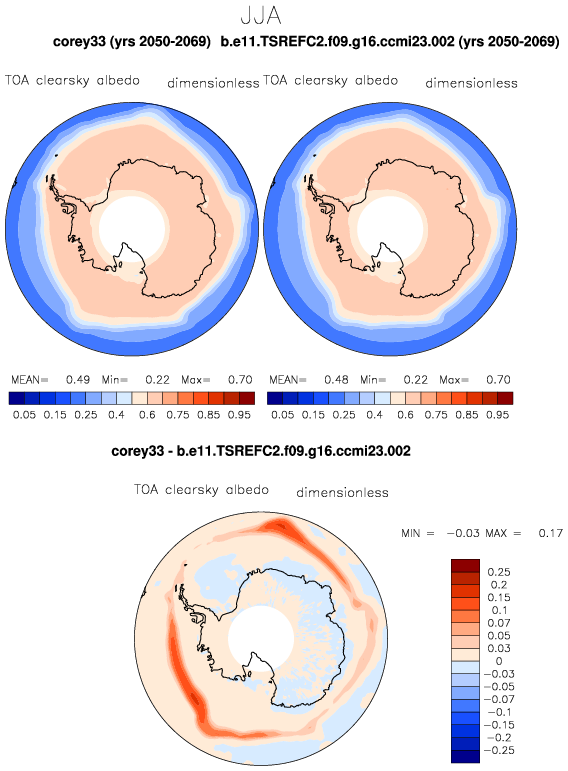 JJA
corey33 (yrs 2050-2069) b.e11.TSREFC2.f09.g16.ccmi23.002 (yrs 2050-2069)
TOA clearsky albedo dimensionless TOA clearsky albedo dimensionless
MEAN= 0.49 Min= 0.22 Max= 0.70 MEAN= 0.48 Min= 0.22 Max= 0.70
0.05 0.15 0.25 0.4 0.6 0.75 0.85 0.95 0.05 0.15 0.25 0.4 0.6 0.75 0.85 0.95
corey33 - b.e11.TSREFC2.f09.g16.ccmi23.002
TOA clearsky albedo dimensionless
MIN = -0.03 MAX = 0.17
0.25
0.2
0.15
0.1
0.07
0.05
0.03
0
-0.03
-0.05
-0.07
-0.1
-0.15
-0.2
-0.25